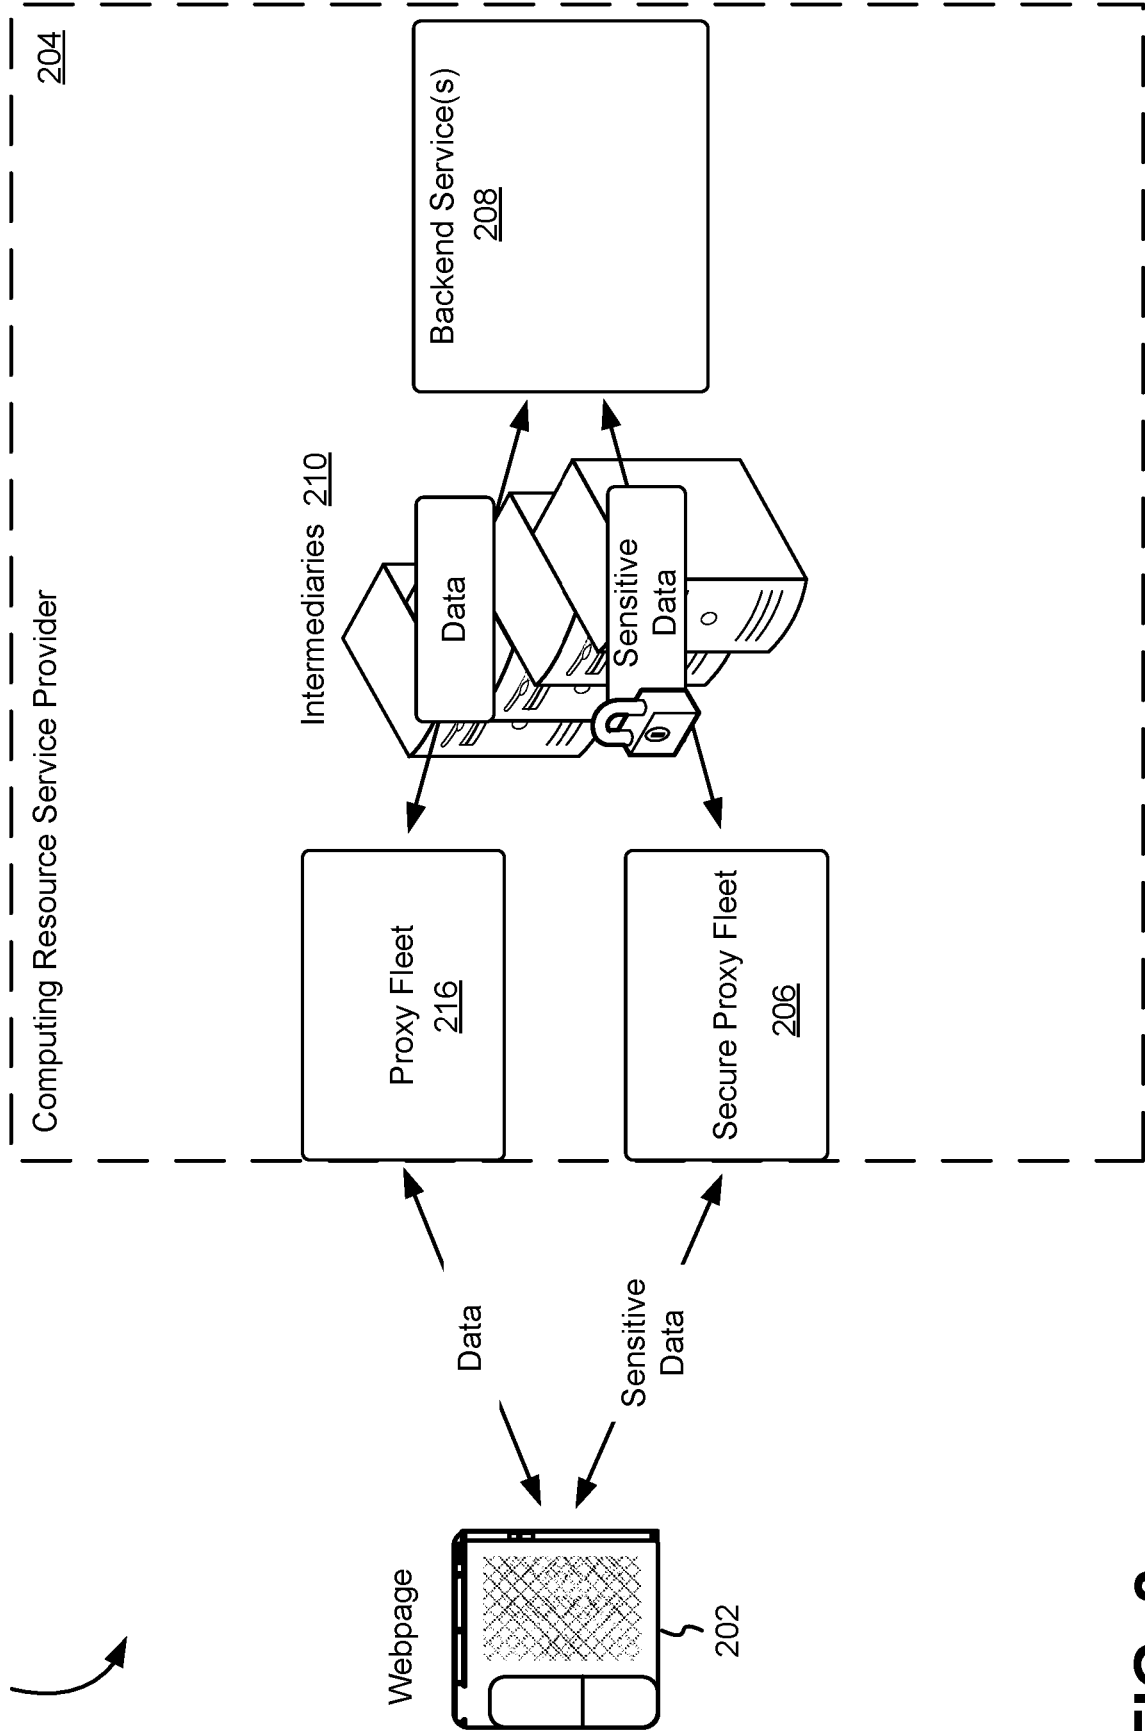 Computing Resource Service Provider
204
Intermediaries 210
Webpage
202
Data
Sensitive
Data
Proxy Fleet
216
Secure Proxy Fleet
206
Data
Sensitive
Data
Backend Service(s)
208